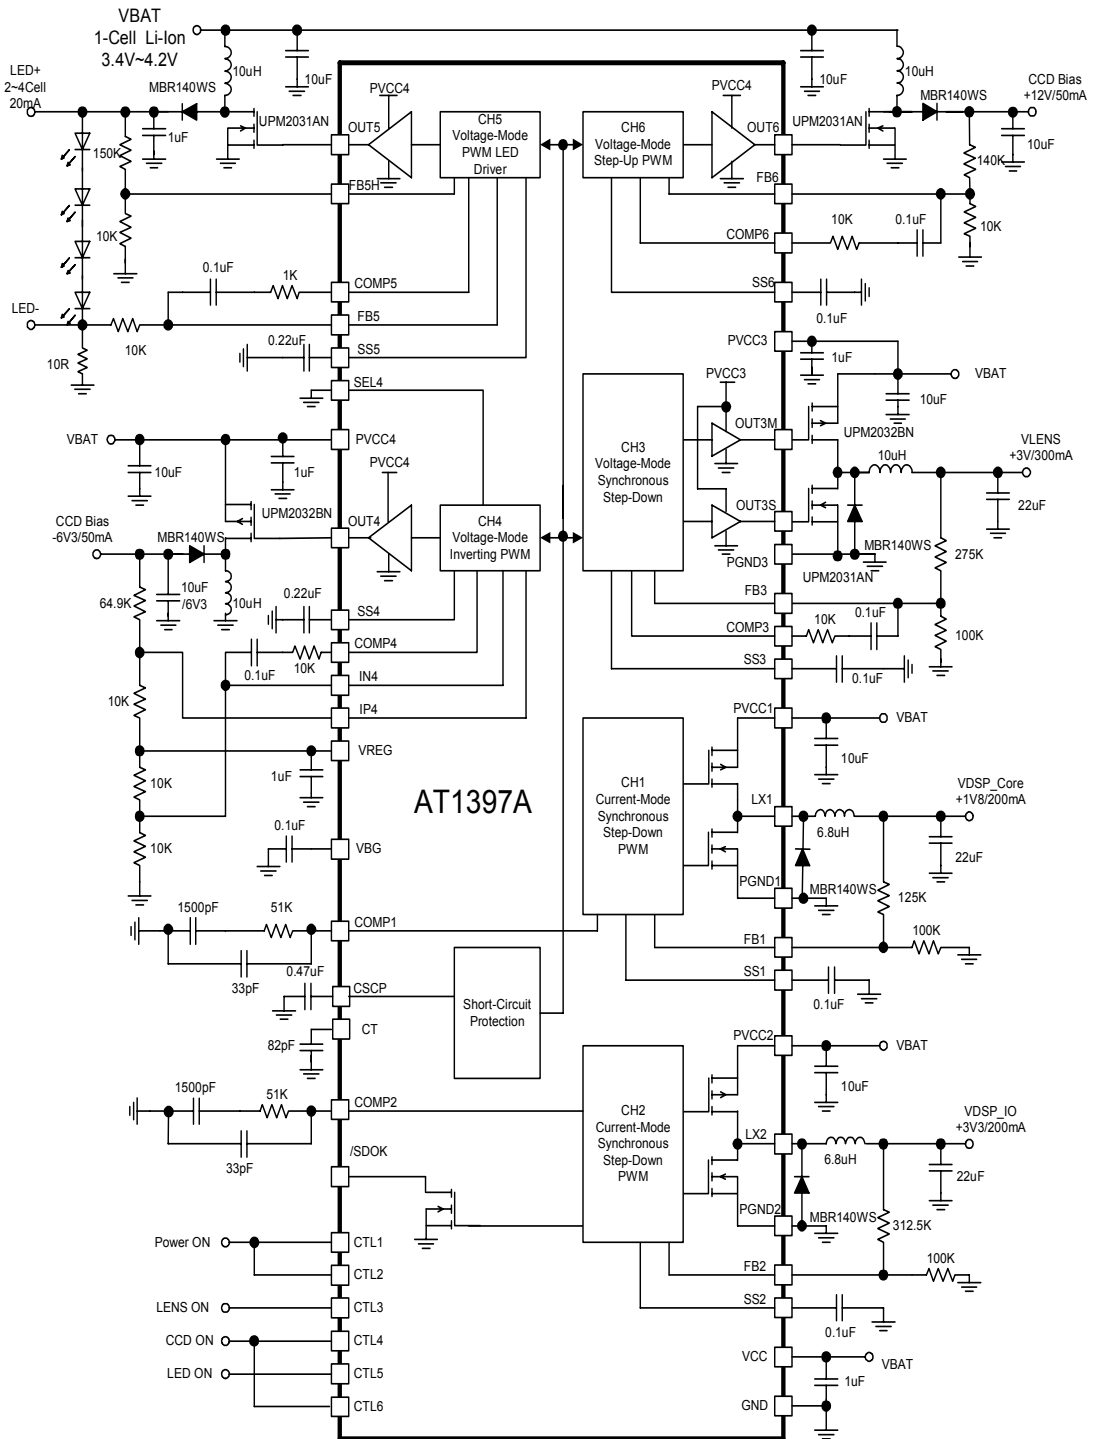 VBAT
1-Cell Li-Ion
3.4V~4.2V
LED+
2~4Cell
20mA
MBR140WS
10uH
10uF
10uF
10uH
MBR140WS
CCD Bias
+12V/50mA
1uF
UPM2031AN
PVCC4
PVCC4
UPM2031AN
10uF
150K
OUT5
CH5
Voltage-Mode
PWM LED
Driver
CH6
Voltage-Mode
Step-Up PWM
OUT6
140K
FB5H
FB6
10K
10K
COMP6
10K
0.1uF
0.1uF
1K
COMP5
SS6
0.1uF
LED-
10K
FB5
10R
0.22uF
SS5
PVCC3
1uF
SEL4
PVCC3
VBAT
10uF
VBAT
PVCC4
10uF
1uF
PVCC4
CH3
Voltage-Mode
Synchronous
Step-Down
OUT3M
UPM2032BN
10uH
VLENS
+3V/300mA
OUT3S
22uF
CCD Bias
-6V3/50mA
MBR140WS
UPM2032BN
OUT4
CH4
Voltage-Mode
Inverting PWM
PGND3
MBR140WS
UPM2031AN
275K
64.9K
10uF
/6V3
10uH
0.22uF
SS4
FB3
COMP3
10K
0.1uF
100K
COMP4
0.1uF
10K
SS3
0.1uF
IN4
10K
IP4
VREG
1uF
10K
PVCC1
VBAT
10uF
AT1397A
CH1
Current-Mode
Synchronous
Step-Down
PWM
LX1
6.8uH
VDSP_Core
+1V8/200mA
22uF
10K
0.1uF
VBG
PGND1
MBR140WS
125K
1500pF
51K
COMP1
FB1
100K
33pF
SS1
0.1uF
0.47uF
CSCP
Short-Circuit
Protection
CT
82pF
PVCC2
VBAT
10uF
1500pF
51K
COMP2
33pF
CH2
Current-Mode
Synchronous
Step-Down
PWM
LX2
6.8uH
VDSP_IO
+3V3/200mA
22uF
/SDOK
PGND2
MBR140WS
312.5K
Power ON
CTL1
CTL2
FB2
100K
LENS ON
CTL3
SS2
0.1uF
CCD ON
CTL4
VCC
VBAT
LED ON
CTL5
1uF
CTL6
GND